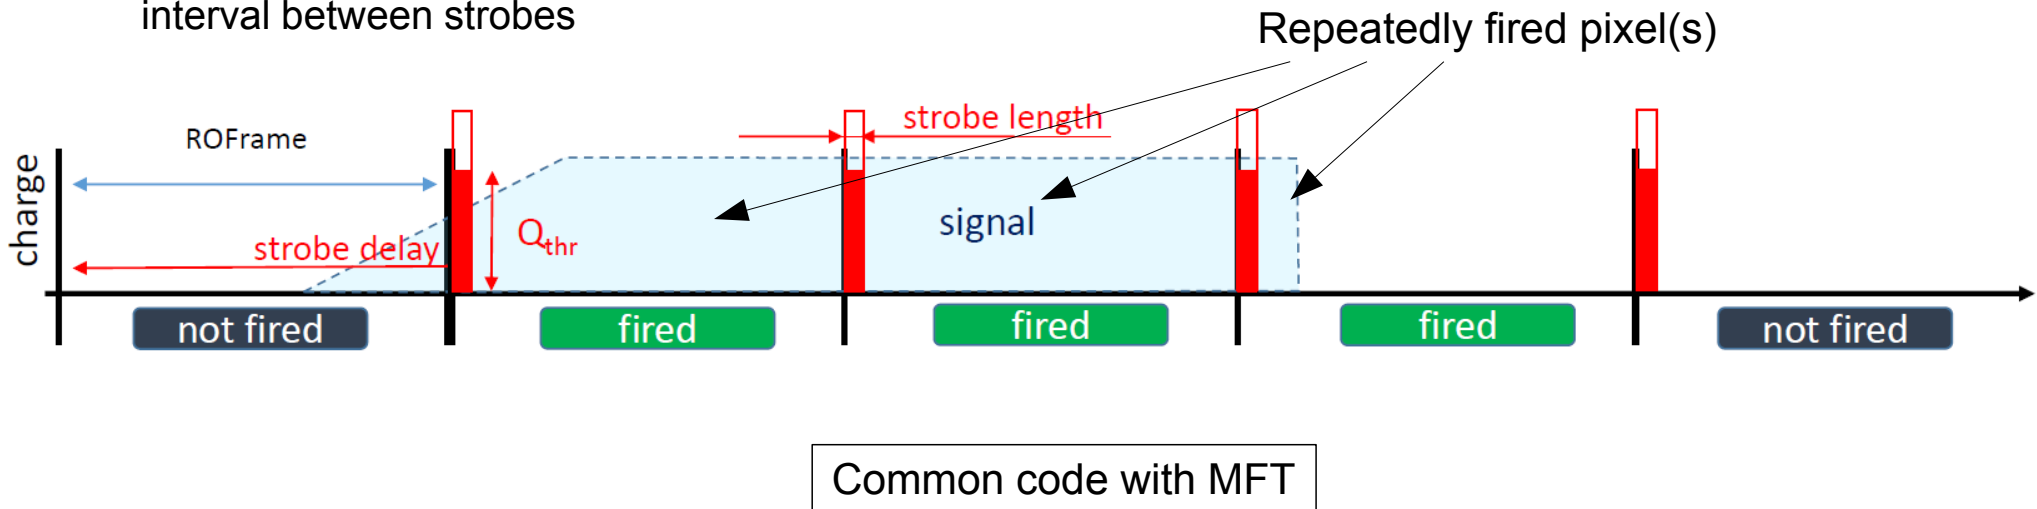 interval between strobes
Repeatedly fired pixel(s)
ROFrame
strobe length
charge
signal
strobe delay
Qthr
not fired
fired
fired
fired
not fired
Common code with MFT